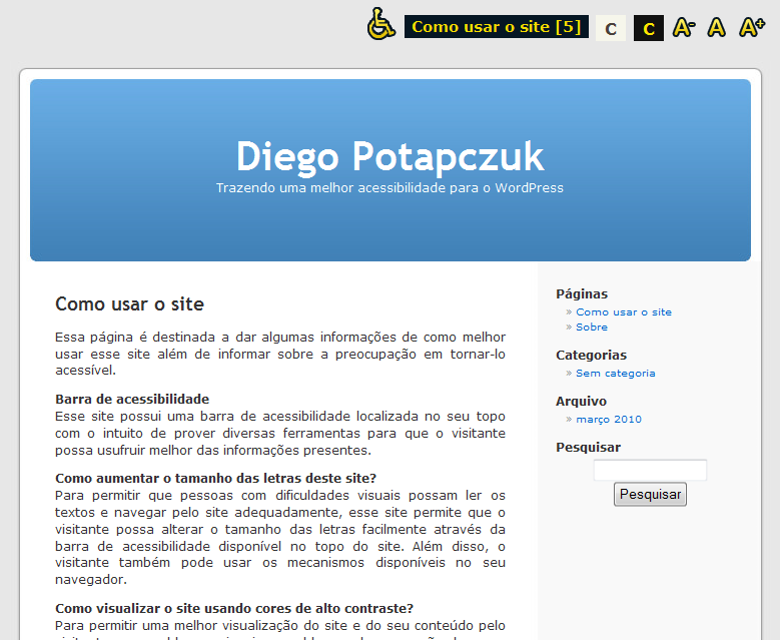 Como usar o site [5] C C A- A A+
Diego Potapczuk
Trazendo uma melhor acessibilidade para o WordPress
Como usar o site
Essa página é destinada a dar algumas informações de como melhor
usar esse site além de informar sobre a preocupação em tornar-lo
acessível.
Barra de acessibilidade
Esse site possui uma barra de acessibilidade localizada no seu topo
com o intuito de prover diversas ferramentas para que o visitante
possa usufruir melhor das informações presentes.
Como aumentar o tamanho das letras deste site?
Para permitir que pessoas com dificuldades visuais possam ler os
textos e navegar pelo site adequadamente, esse site permite que o
visitante possa alterar o tamanho das letras facilmente através da
barra de acessibilidade disponível no topo do site. Além disso, o
visitante também pode usar os mecanismos disponíveis no seu
navegador.
Como visualizar o site usando cores de alto contraste?
Para permitir uma melhor visualização do site e do seu conteúdo pelo
Páginas
» Como usar o site
» Sobre
Categorias
» Sem categoria
Arquivo
» março 2010
Pesquisar
Pesquisar